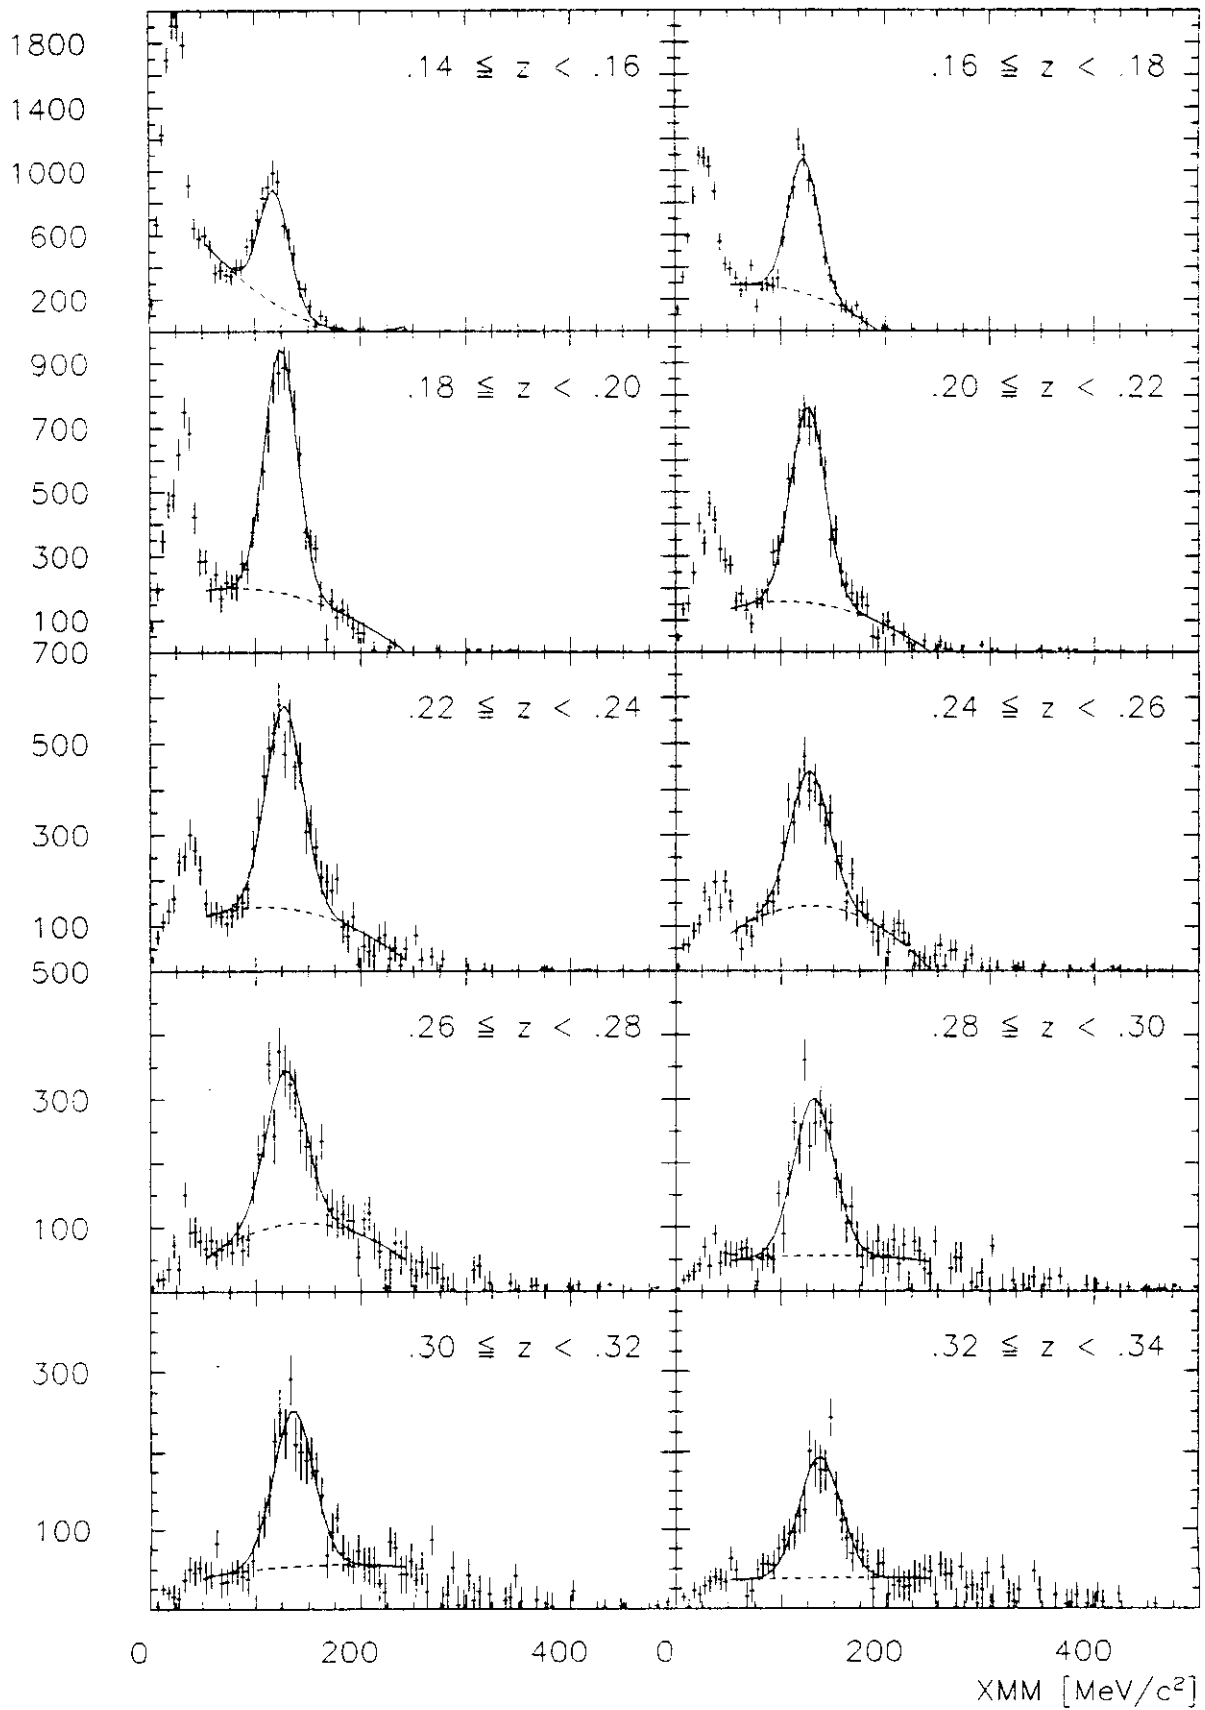 1800
.14 ≦ z < .16
.16 ≦ z < .18
1400
1000
600
200
900
.18 ≦ z < .20
.20 ≦ z < .22
700
500
300
100
700
.22 ≦ z < .24
.24 ≦ z < .26
500
300
100
500
.26 ≦ z < .28
.28 ≦ z < .30
300
100
.30 ≦ z < .32
.32 ≦ z < .34
300
100
0 200 400 0 200 400
XMM [MeV/c²]